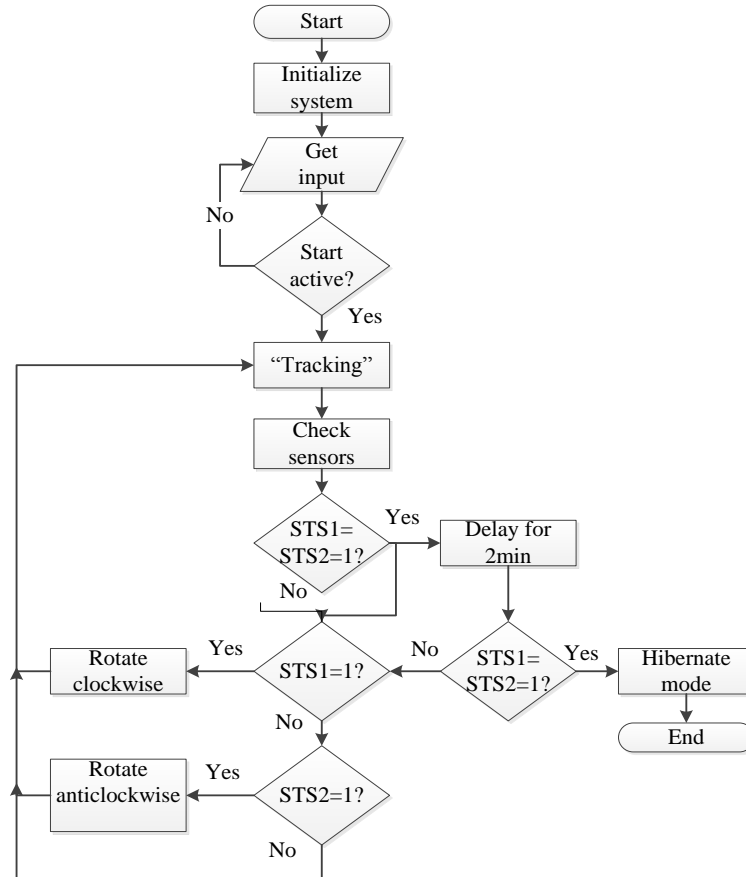 Start
Initialize
system
Get
input
No
Start
active?
Yes
“Tracking”
Check
sensors
STS1=
STS2=1?
Yes
Delay for
2min
No
Rotate
clockwise
Yes
STS1=1?
No
STS1=
STS2=1?
Yes
Hibernate
mode
No
End
Rotate
anticlockwise
Yes
STS2=1?
No